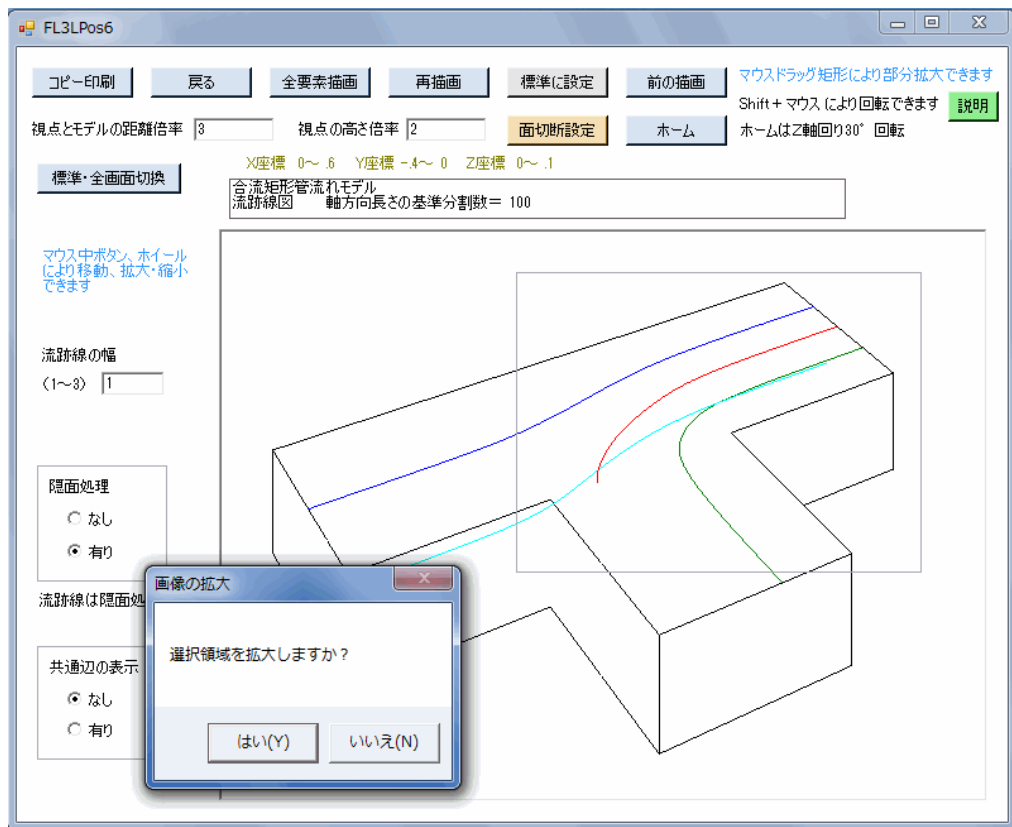 FL3LPos6
コピー印刷
戻る
全要素描画
再描画
標準に設定
前の描画
マウスドラッグ矩形により部分拡大できます
Shift+マウスにより回転できます
説明
視点とモデルの距離倍率 3
視点の高さ倍率 2
面切断設定
ホーム
ホームはZ軸回り30° 回転
標準・全画面切換
X座標 0~ .6 Y座標 -.4~ 0 Z座標 0~ .1
合流矩形管流れモデル
流跡線図 軸方向長さの基準分割数= 100
マウス中ボタン、ホイール
により移動、拡大・縮小
できます
流跡線の幅
(1~3) 1
隠面処理
なし
有り
流跡線は隠面処
共通辺の表示
なし
有り
画像の拡大
選択領域を拡大しますか?
はい(Y)
いいえ(N)